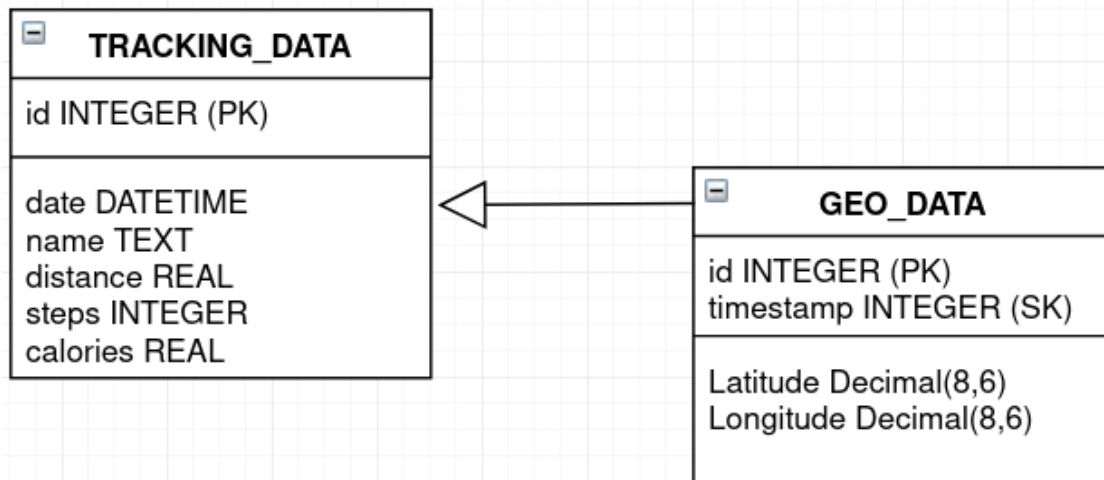 TRACKING_DATA
id INTEGER (PK)
date DATETIME
name TEXT
distance REAL
steps INTEGER
calories REAL
GEO_DATA
id INTEGER (PK)
timestamp INTEGER (SK)
Latitude Decimal(8,6)
Longitude Decimal(8,6)